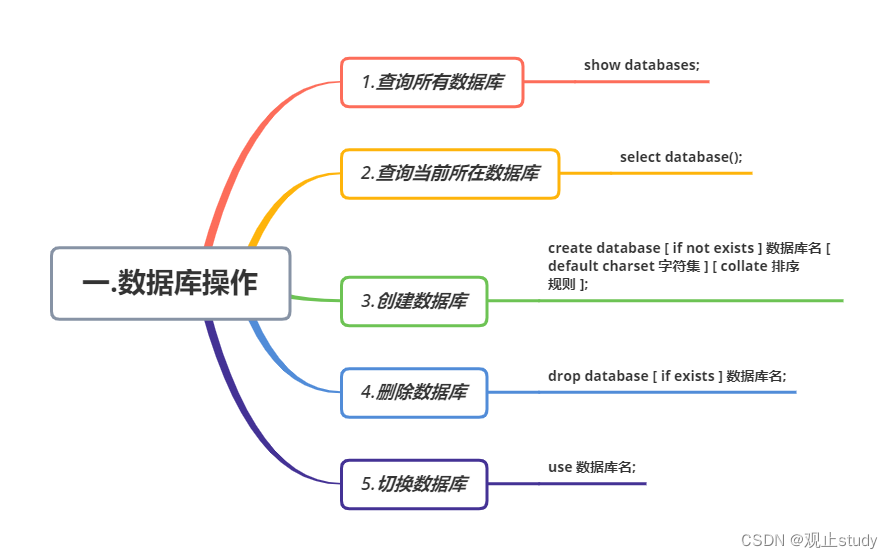 1.查询所有数据库
show databases;
2.查询当前所在数据库
select database();
一.数据库操作
3.创建数据库
create database [ if not exists ] 数据库名 [
default charset 字符集 ] [ collate 排序
规则 ];
4.删除数据库
drop database [ if exists ] 数据库名;
5.切换数据库
use 数据库名;
CSDN @观止study